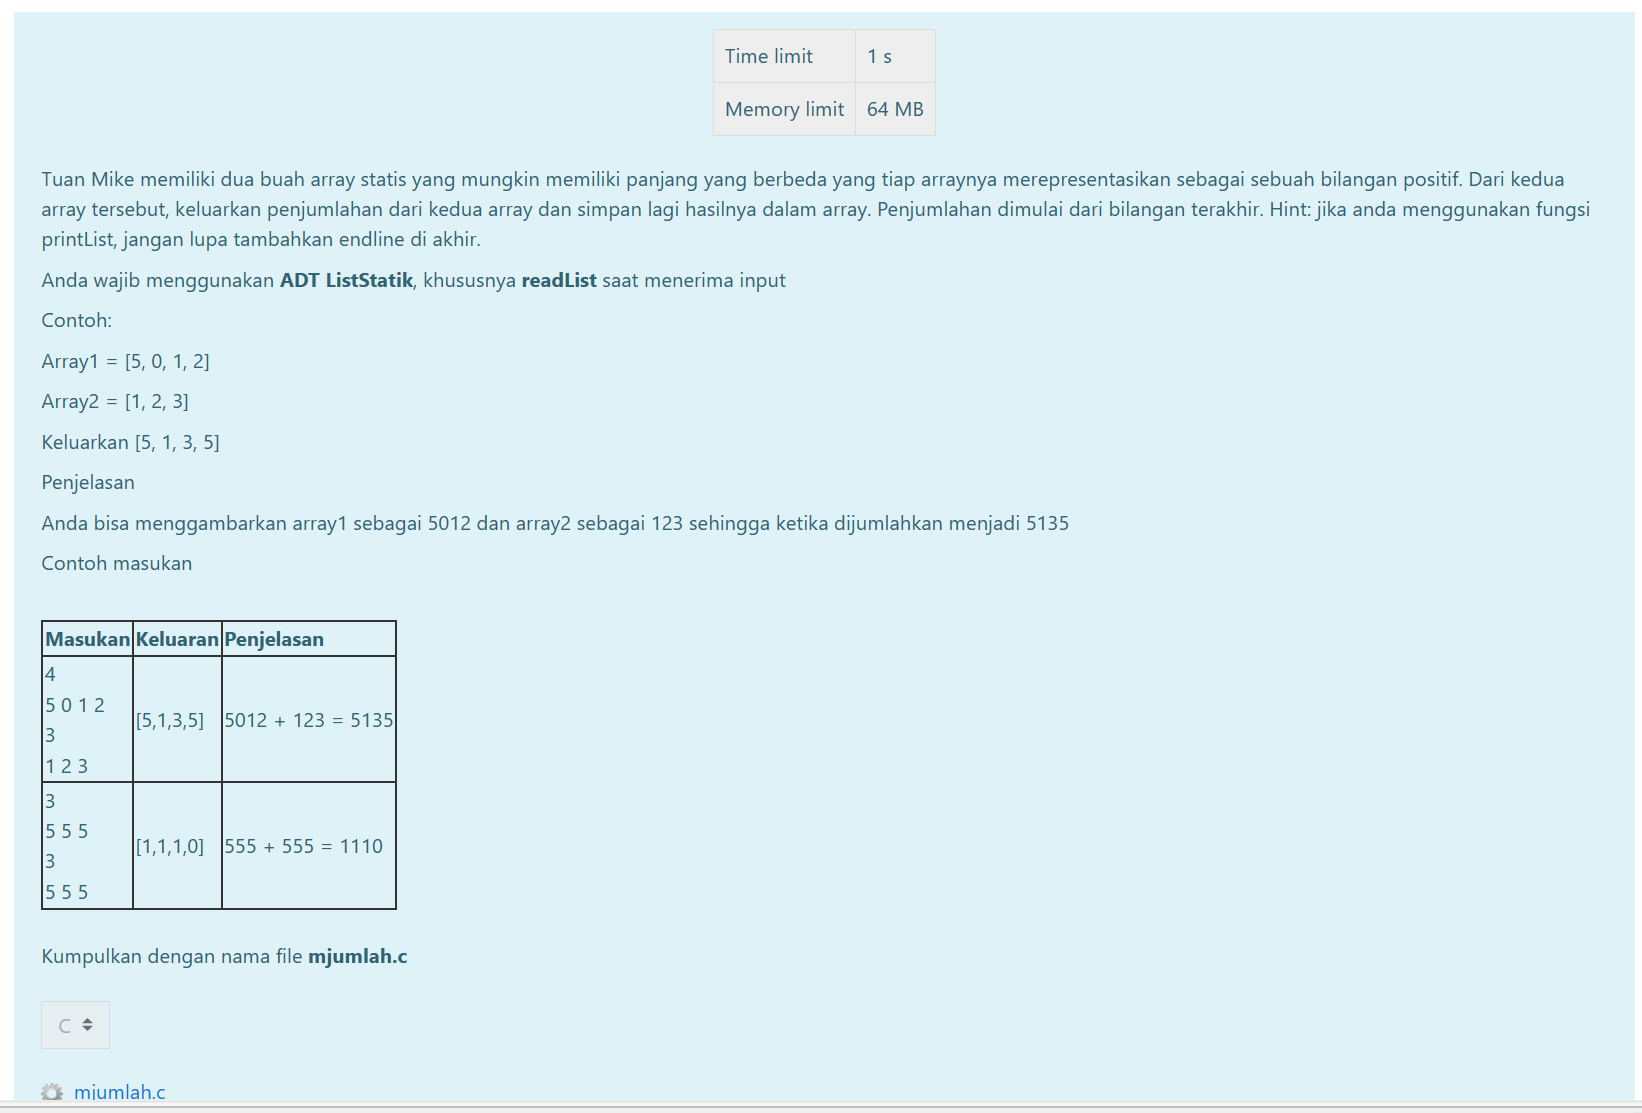 Time limit 1 s
Memory limit 64 MB
Tuan Mike memiliki dua buah array statis yang mungkin memiliki panjang yang berbeda yang tiap arraynya merepresentasikan sebagai sebuah bilangan positif. Dari kedua
array tersebut, keluarkan penjumlahan dari kedua array dan simpan lagi hasilnya dalam array. Penjumlahan dimulai dari bilangan terakhir. Hint: jika anda menggunakan fungsi
printList, jangan lupa tambahkan endline di akhir.
Anda wajib menggunakan ADT ListStatik, khususnya readList saat menerima input
Contoh:
Array1 = [5, 0, 1, 2]
Array2 = [1, 2, 3]
Keluarkan [5, 1, 3, 5]
Penjelasan
Anda bisa menggambarkan array1 sebagai 5012 dan array2 sebagai 123 sehingga ketika dijumlahkan menjadi 5135
Contoh masukan
Masukan Keluaran Penjelasan
4
5 0 1 2
3
1 2 3
[5,1,3,5]
5012 + 123 = 5135
3
5 5 5
3
5 5 5
[1,1,1,0]
555 + 555 = 1110
Kumpulkan dengan nama file mjumlah.c
C
mjumlah.c